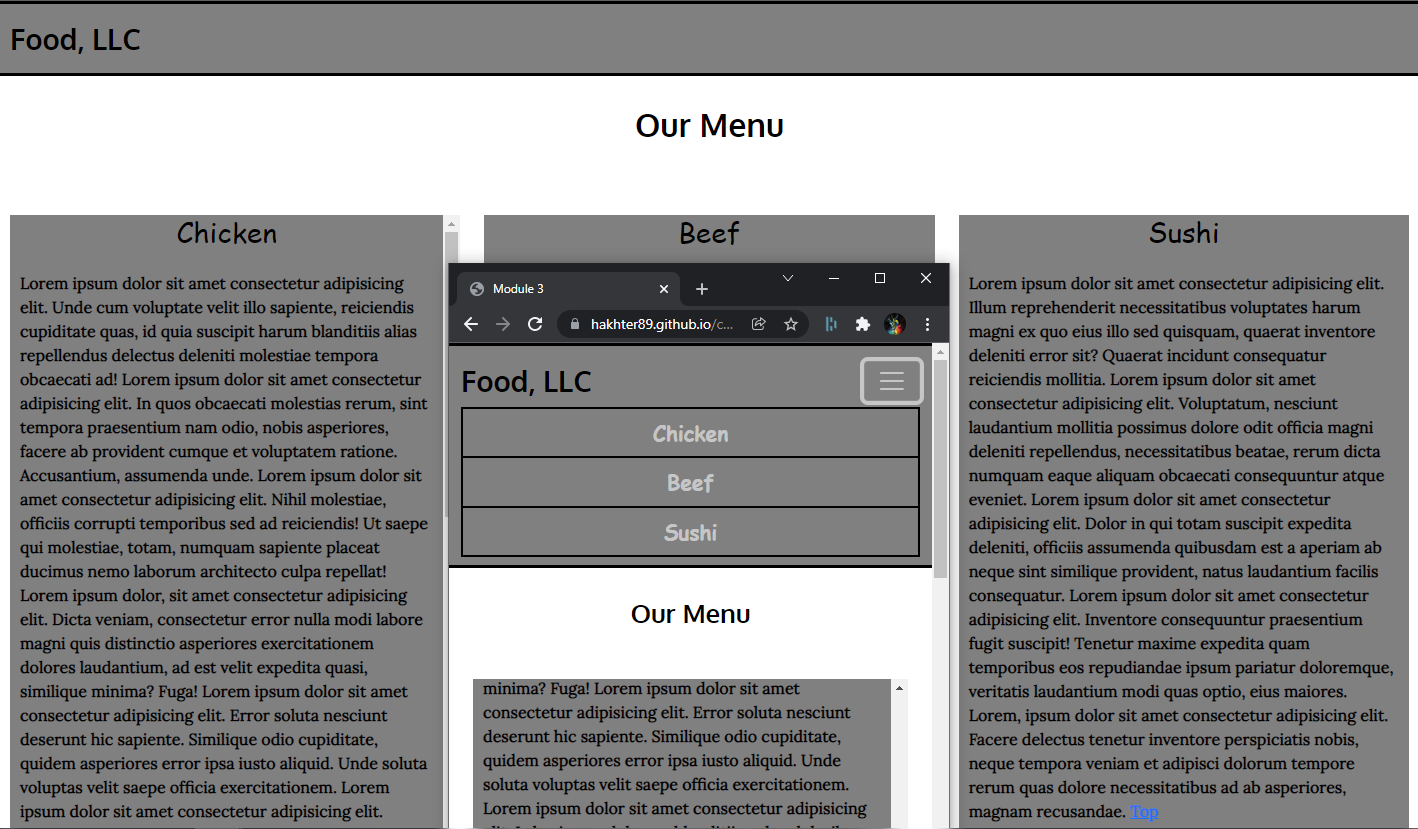 Food, LLC
Our Menu
Chicken
Lorem ipsum dolor sit amet consectetur adipisicing
elit. Unde cum voluptate velit illo sapiente, reiciendis
cupiditate quas, id quia suscipit harum blanditiis alias
repellendus delectus deleniti molestiae tempora
obcaecati ad! Lorem ipsum dolor sit amet consectetur
adipisicing elit. In quos obcaecati molestias rerum, sint
tempora praesentium nam odio, nobis asperiores,
facere ab provident cumque et voluptatem ratione.
Accusantium, assumenda unde. Lorem ipsum dolor sit
amet consectetur adipisicing elit. Nihil molestiae,
officiis corrupti temporibus sed ad reiciendis! Ut saepe
qui molestiae, totam, numquam sapiente placeat
ducimus nemo laborum architecto culpa repellat!
Lorem ipsum dolor, sit amet consectetur adipisicing
elit. Dicta veniam, consectetur error nulla modi labore
magni quis distinctio asperiores exercitationem
dolores laudantium, ad est velit expedita quasi,
similique minima? Fuga! Lorem ipsum dolor sit amet
consectetur adipisicing elit. Error soluta nesciunt
deserunt hic sapiente. Similique odio cupiditate,
quidem asperiores error ipsa iusto aliquid. Unde soluta
voluptas velit saepe officia exercitationem. Lorem
ipsum dolor sit amet consectetur adipisicing elit.
Beef
Module 3
hakhter89.github.io/c...
Food, LLC
Chicken
Beef
Sushi
Our Menu
minima? Fuga! Lorem ipsum dolor sit amet
consectetur adipisicing elit. Error soluta nesciunt
deserunt hic sapiente. Similique odio cupiditate,
quidem asperiores error ipsa iusto aliquid. Unde
soluta voluptas velit saepe officia exercitationem.
Lorem ipsum dolor sit amet consectetur adipisicing
Sushi
Lorem ipsum dolor sit amet consectetur adipisicing elit.
Illum reprehenderit necessitatibus voluptates harum
magni ex quo eius illo sed quisquam, quaerat inventore
deleniti error sit? Quaerat incidunt consequatur
reiciendis mollitia. Lorem ipsum dolor sit amet
consectetur adipisicing elit. Voluptatum, nesciunt
laudantium mollitia possimus dolore odit officia magni
deleniti repellendus, necessitatibus beatae, rerum dicta
numquam eaque aliquam obcaecati consequuntur atque
eveniet. Lorem ipsum dolor sit amet consectetur
adipisicing elit. Dolor in qui totam suscipit expedita
deleniti, officiis assumenda quibusdam est a aperiam ab
neque sint similique provident, natus laudantium facilis
consequatur. Lorem ipsum dolor sit amet consectetur
adipisicing elit. Inventore consequuntur praesentium
fugit suscipit! Tenetur maxime expedita quam
temporibus eos repudiandae ipsum pariatur doloremque,
veritatis laudantium modi quas optio, eius maiores.
Lorem, ipsum dolor sit amet consectetur adipisicing elit.
Facere delectus tenetur inventore perspiciatis nobis,
neque tempora veniam et adipisci dolorum tempore
rerum quas dolore necessitatibus ad ab asperiores,
magnam recusandae. Top